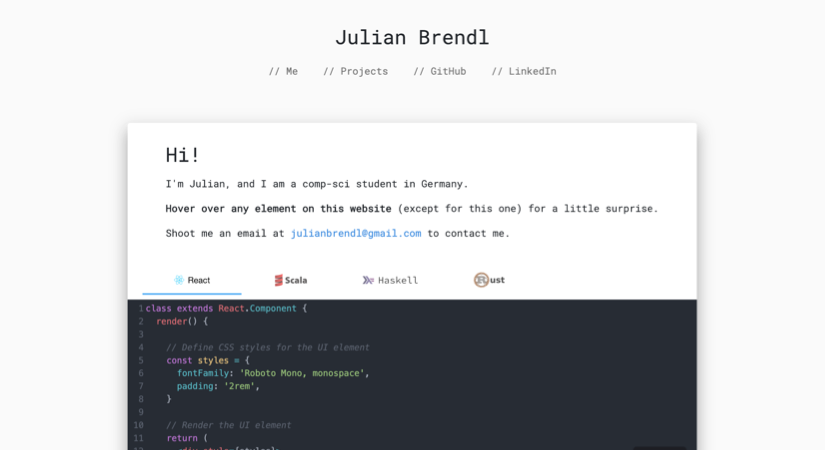 Julian Brendl
// Me // Projects // GitHub // LinkedIn
Hi!
I'm Julian, and I am a comp-sci student in Germany.
Hover over any element on this website (except for this one) for a little surprise.
Shoot me an email at julianbrendl@gmail.com to contact me.
React Scala Haskell Rust
1 class extends React.Component {
2 render() {
3
4 // Define CSS styles for the UI element
5 const styles = {
6 fontFamily: 'Roboto Mono, monospace',
7 padding: '2rem',
8 }
9
10 // Render the UI element
11 return (